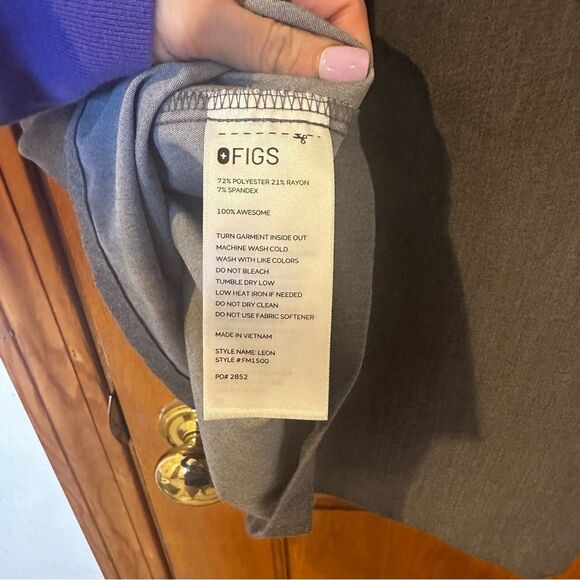 FIGS
72% POLYESTER 21% RAYON
7% SPANDEX
100% AWESOME
TURN GARMENT INSIDE OUT
MACHINE WASH COLD
WASH WITH LIKE COLORS
DO NOT BLEACH
TUMBLE DRY LOW
LOW HEAT IRON IF NEEDED
DO NOT DRY CLEAN
DO NOT USE FABRIC SOFTENER
MADE IN VIETNAM
STYLE NAME: LEON
STYLE #:FM1500
PO# 2852